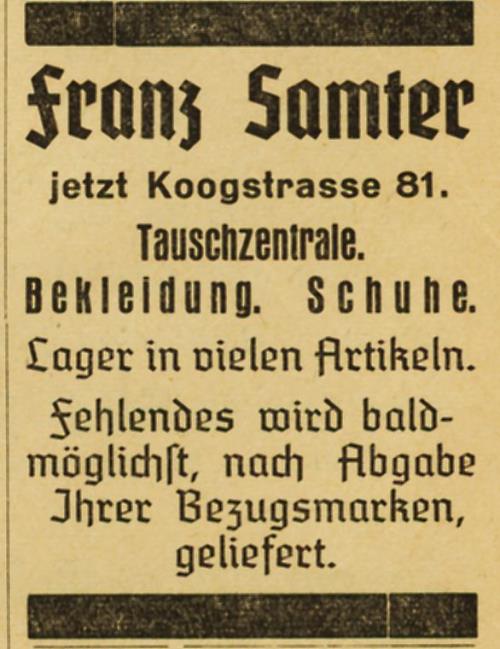 Franz Samter
jetzt Koogstrasse 81.
Tauschzentrale.
Bekleidung. Schuhe.
Lager in vielen Artikeln.
Fehlendes wird bald-
möglichſt, nach Abgabe
Ihrer Bezugsmarken,
geliefert.